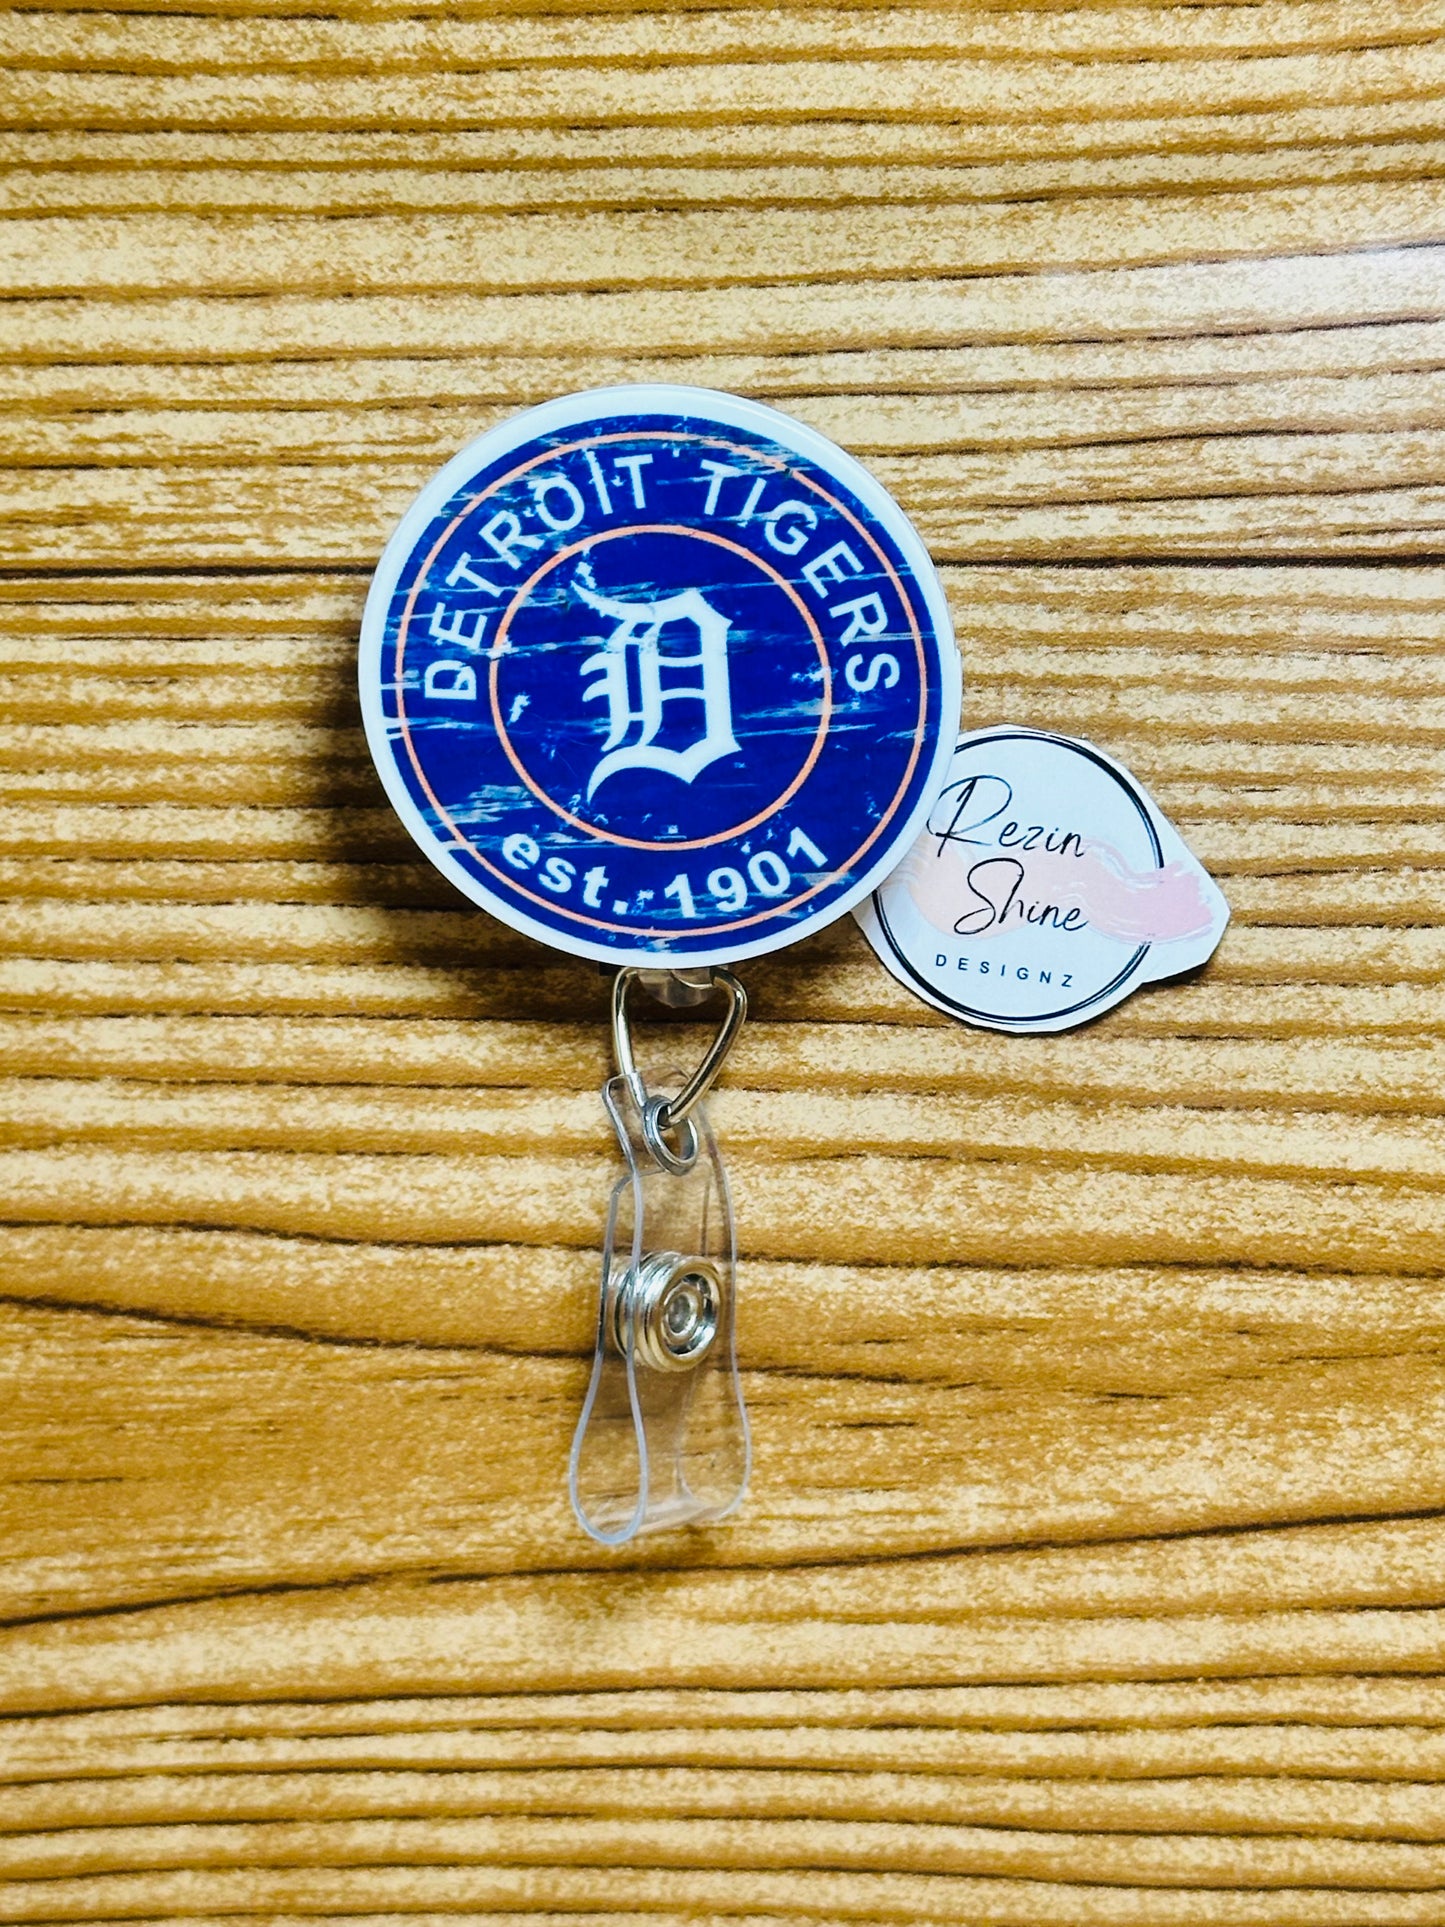 DETROIT TIGERS
D
est. 1901
Rezin
Shine
DESIGNZ